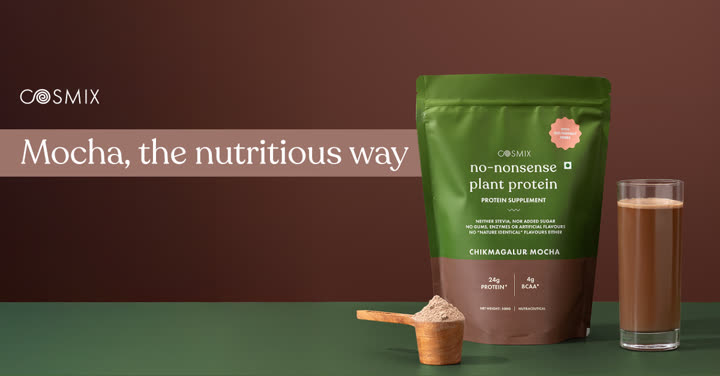 COSMIX
Mocha, the nutritious way
COSMIX
no-nonsense
plant protein
PROTEIN SUPPLEMENT
NEITHER STEVIA, NOR ADDED SUGAR
NO GUMS, ENZYMES OR ARTIFICIAL FLAVOURS
NO "NATURE IDENTICAL" FLAVOURS EITHER
CHIKMAGALUR MOCHA
24g
PROTEIN*
4g
BCAA*
NUTRACEUTICAL